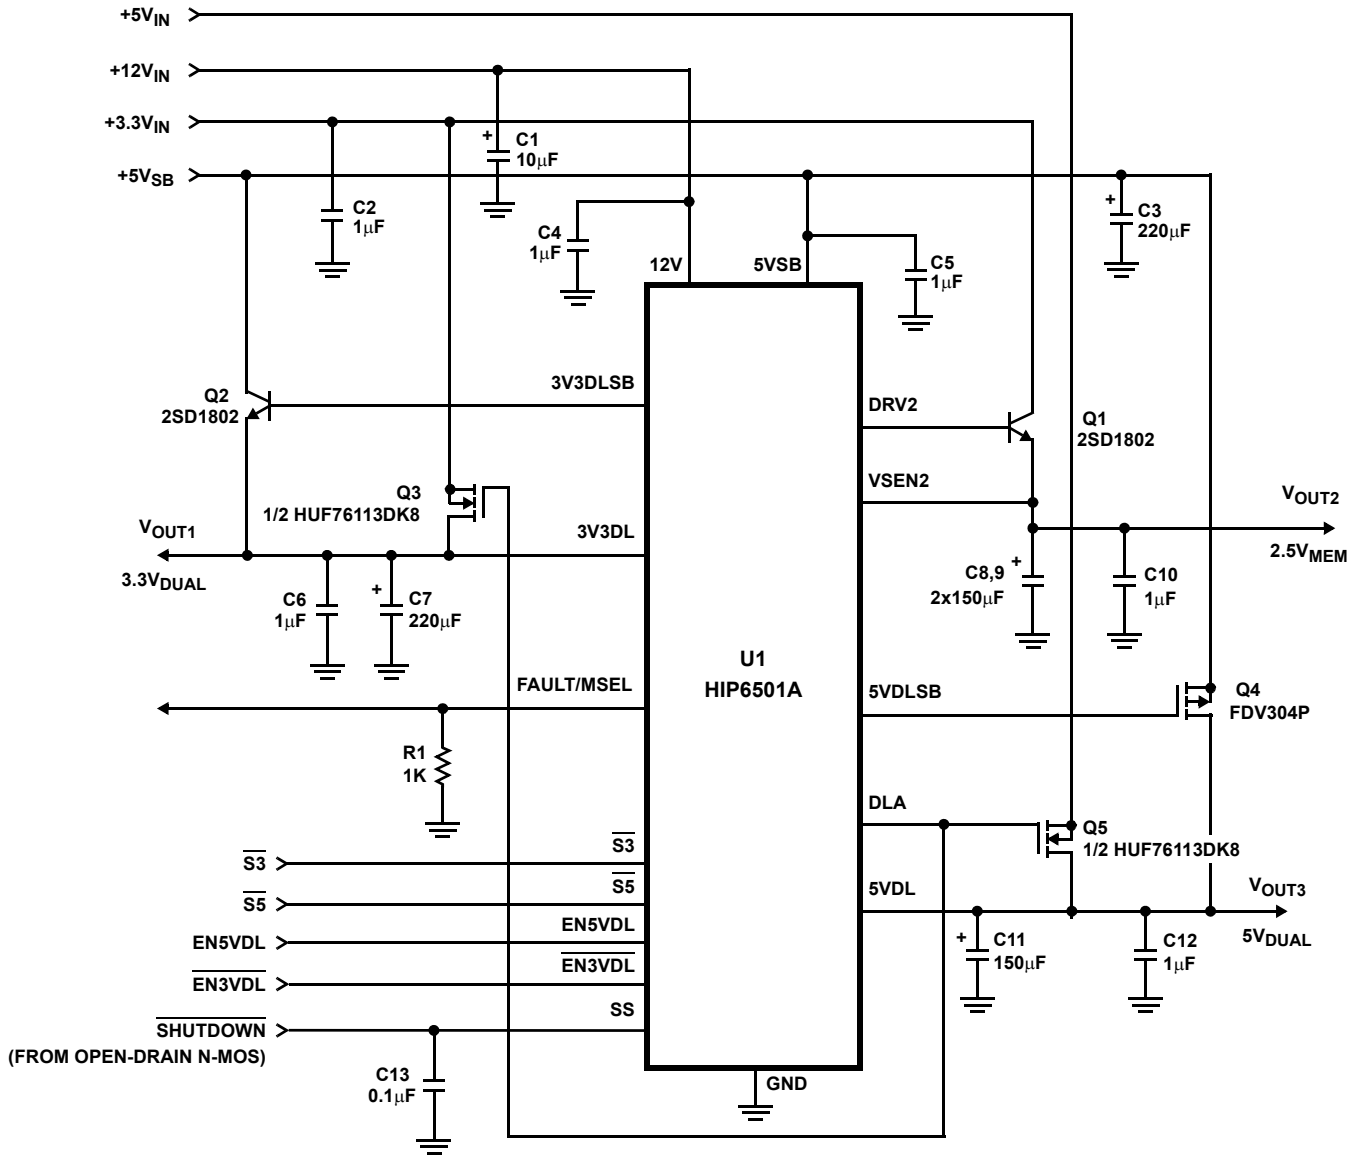 +5VIN
+12VIN
+3.3VIN
+5VSB
+
C1
10µF
C2
1µF
C4
1µF
12V
5VSB
C5
1µF
+
C3
220µF
Q2
2SD1802
3V3DLSB
DRV2
Q1
2SD1802
VSEN2
Q3
1/2 HUF76113DK8
VOUT1
3.3VDUAL
3V3DL
VOUT2
2.5VMEM
C6
1µF
+
C7
220µF
C8,9
2x150µF
+
C10
1µF
U1
HIP6501A
FAULT/MSEL
R1
1K
5VDLSB
Q4
FDV304P
DLA
Q5
1/2 HUF76113DK8
5VDL
VOUT3
5VDUAL
+
C11
150µF
C12
1µF
S3
S3
S5
S5
EN5VDL
EN5VDL
EN3VDL
EN3VDL
SHUTDOWN
(FROM OPEN-DRAIN N-MOS)
SS
C13
0.1µF
GND